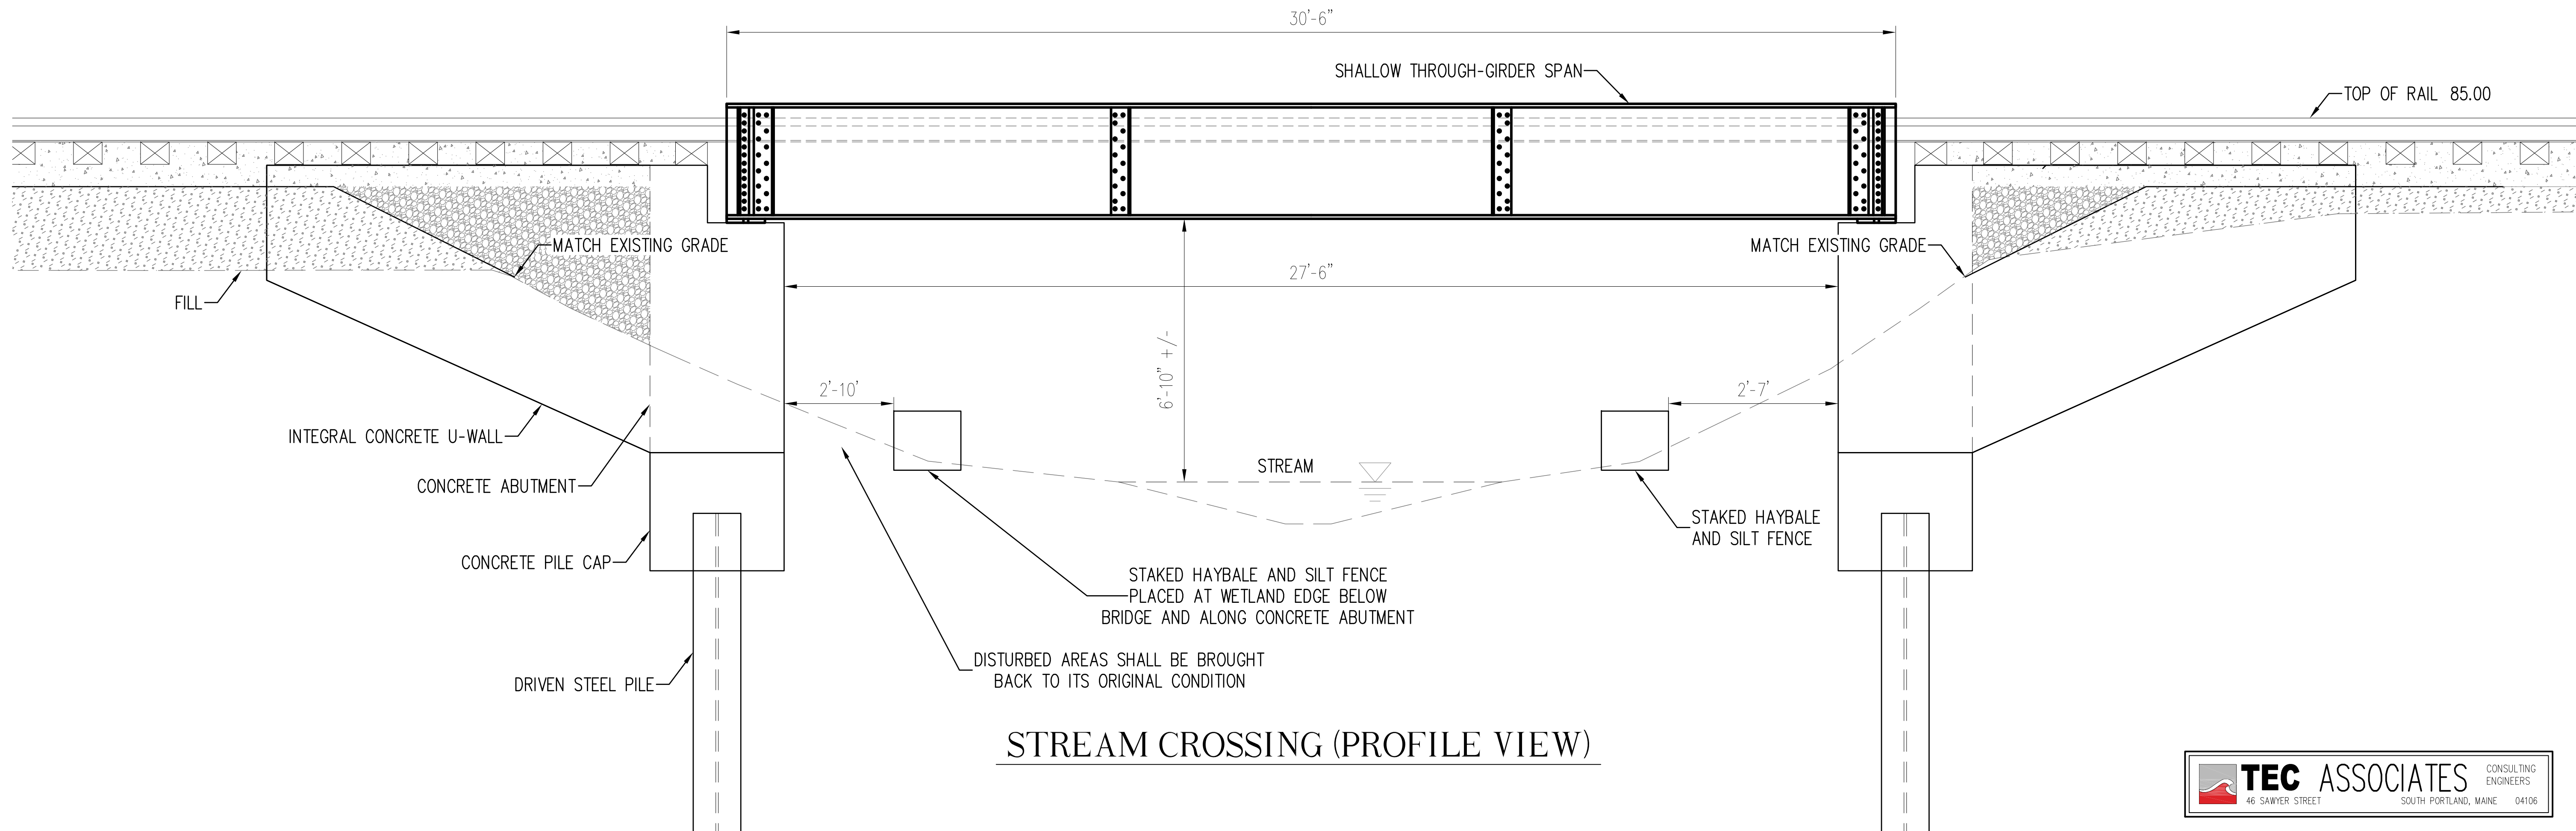 30'-6"
SHALLOW THROUGH-GIRDER SPAN
TOP OF RAIL 85.00
MATCH EXISTING GRADE
MATCH EXISTING GRADE
27'-6"
FILL
6'-10" +/-
2'-10'
2'-7'
INTEGRAL CONCRETE U-WALL
STREAM
CONCRETE ABUTMENT
STAKED HAYBALE
AND SILT FENCE
CONCRETE PILE CAP
STAKED HAYBALE AND SILT FENCE
PLACED AT WETLAND EDGE BELOW
BRIDGE AND ALONG CONCRETE ABUTMENT
DISTURBED AREAS SHALL BE BROUGHT
BACK TO ITS ORIGINAL CONDITION
DRIVEN STEEL PILE
STREAM CROSSING (PROFILE VIEW)
TEC ASSOCIATES
CONSULTING
ENGINEERS
46 SAWYER STREET
SOUTH PORTLAND, MAINE 04106